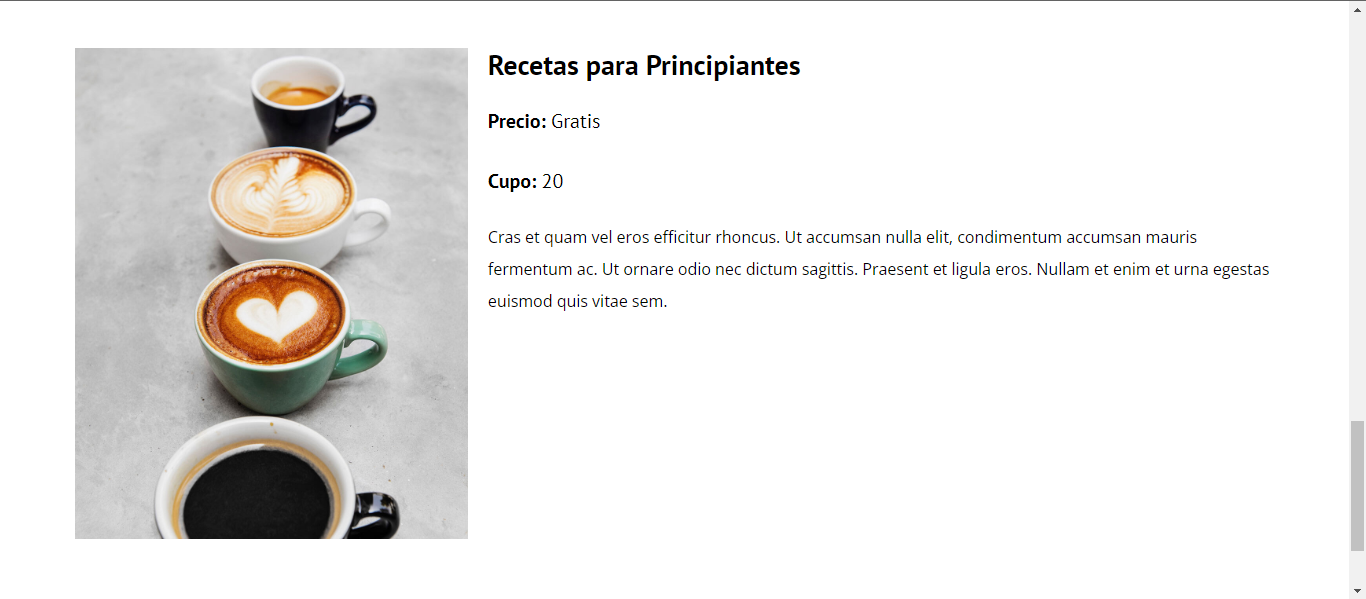 Recetas para Principiantes
Precio: Gratis
Cupo: 20
Cras et quam vel eros efficitur rhoncus. Ut accumsan nulla elit, condimentum accumsan mauris
fermentum ac. Ut ornare odio nec dictum sagittis. Praesent et ligula eros. Nullam et enim et urna egestas
euismod quis vitae sem.